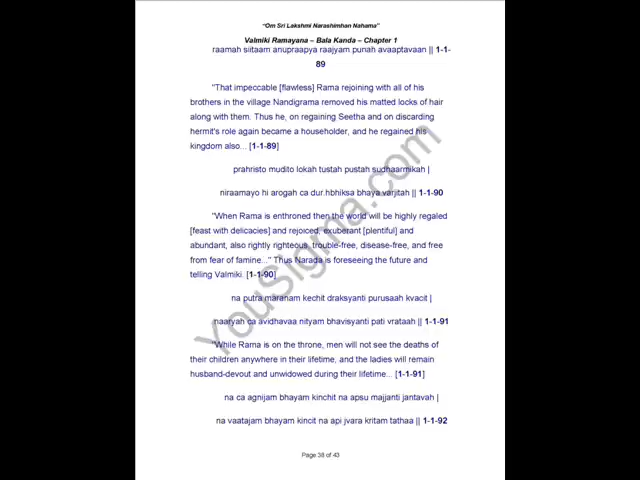 "Om Sri Lakshmi Narashimhan Nahama"
Valmiki Ramayana – Bala Kanda – Chapter 1
raamah siitaam anupraapya raajyam punah avaaptavaan || 1-1-
89
"That impeccable [flawless] Rama rejoining with all of his
brothers in the village Nandigrama removed his matted locks of hair
along with them. Thus he, on regaining Seetha and on discarding
hermit's role again became a householder, and he regained his
kingdom also... [1-1-89]
prahristo mudito lokah tustah pustah sudhaarmikah |
niraamayo hi arogah ca dur.hbhiksa bhaya varjitah || 1-1-90
"When Rama is enthroned then the world will be highly regaled
[feast with delicacies] and rejoiced, exuberant [plentiful] and
abundant, also rightly righteous, trouble-free, disease-free, and free
from fear of famine..." Thus Narada is foreseeing the future and
telling Valmiki. [1-1-90]
na putra maranam kechit draksyanti purusaah kvacit |
naaryah ca avidhavaa nityam bhavisyanti pati vrataah || 1-1-91
"While Rama is on the throne, men will not see the deaths of
their children anywhere in their lifetime, and the ladies will remain
husband-devout and unwidowed during their lifetime... [1-1-91]
na ca agnijam bhayam kinchit na apsu majjanti jantavah |
na vaatajam bhayam kincit na api jvara kritam tathaa || 1-1-92
Page 38 of 43
YouSigma.com